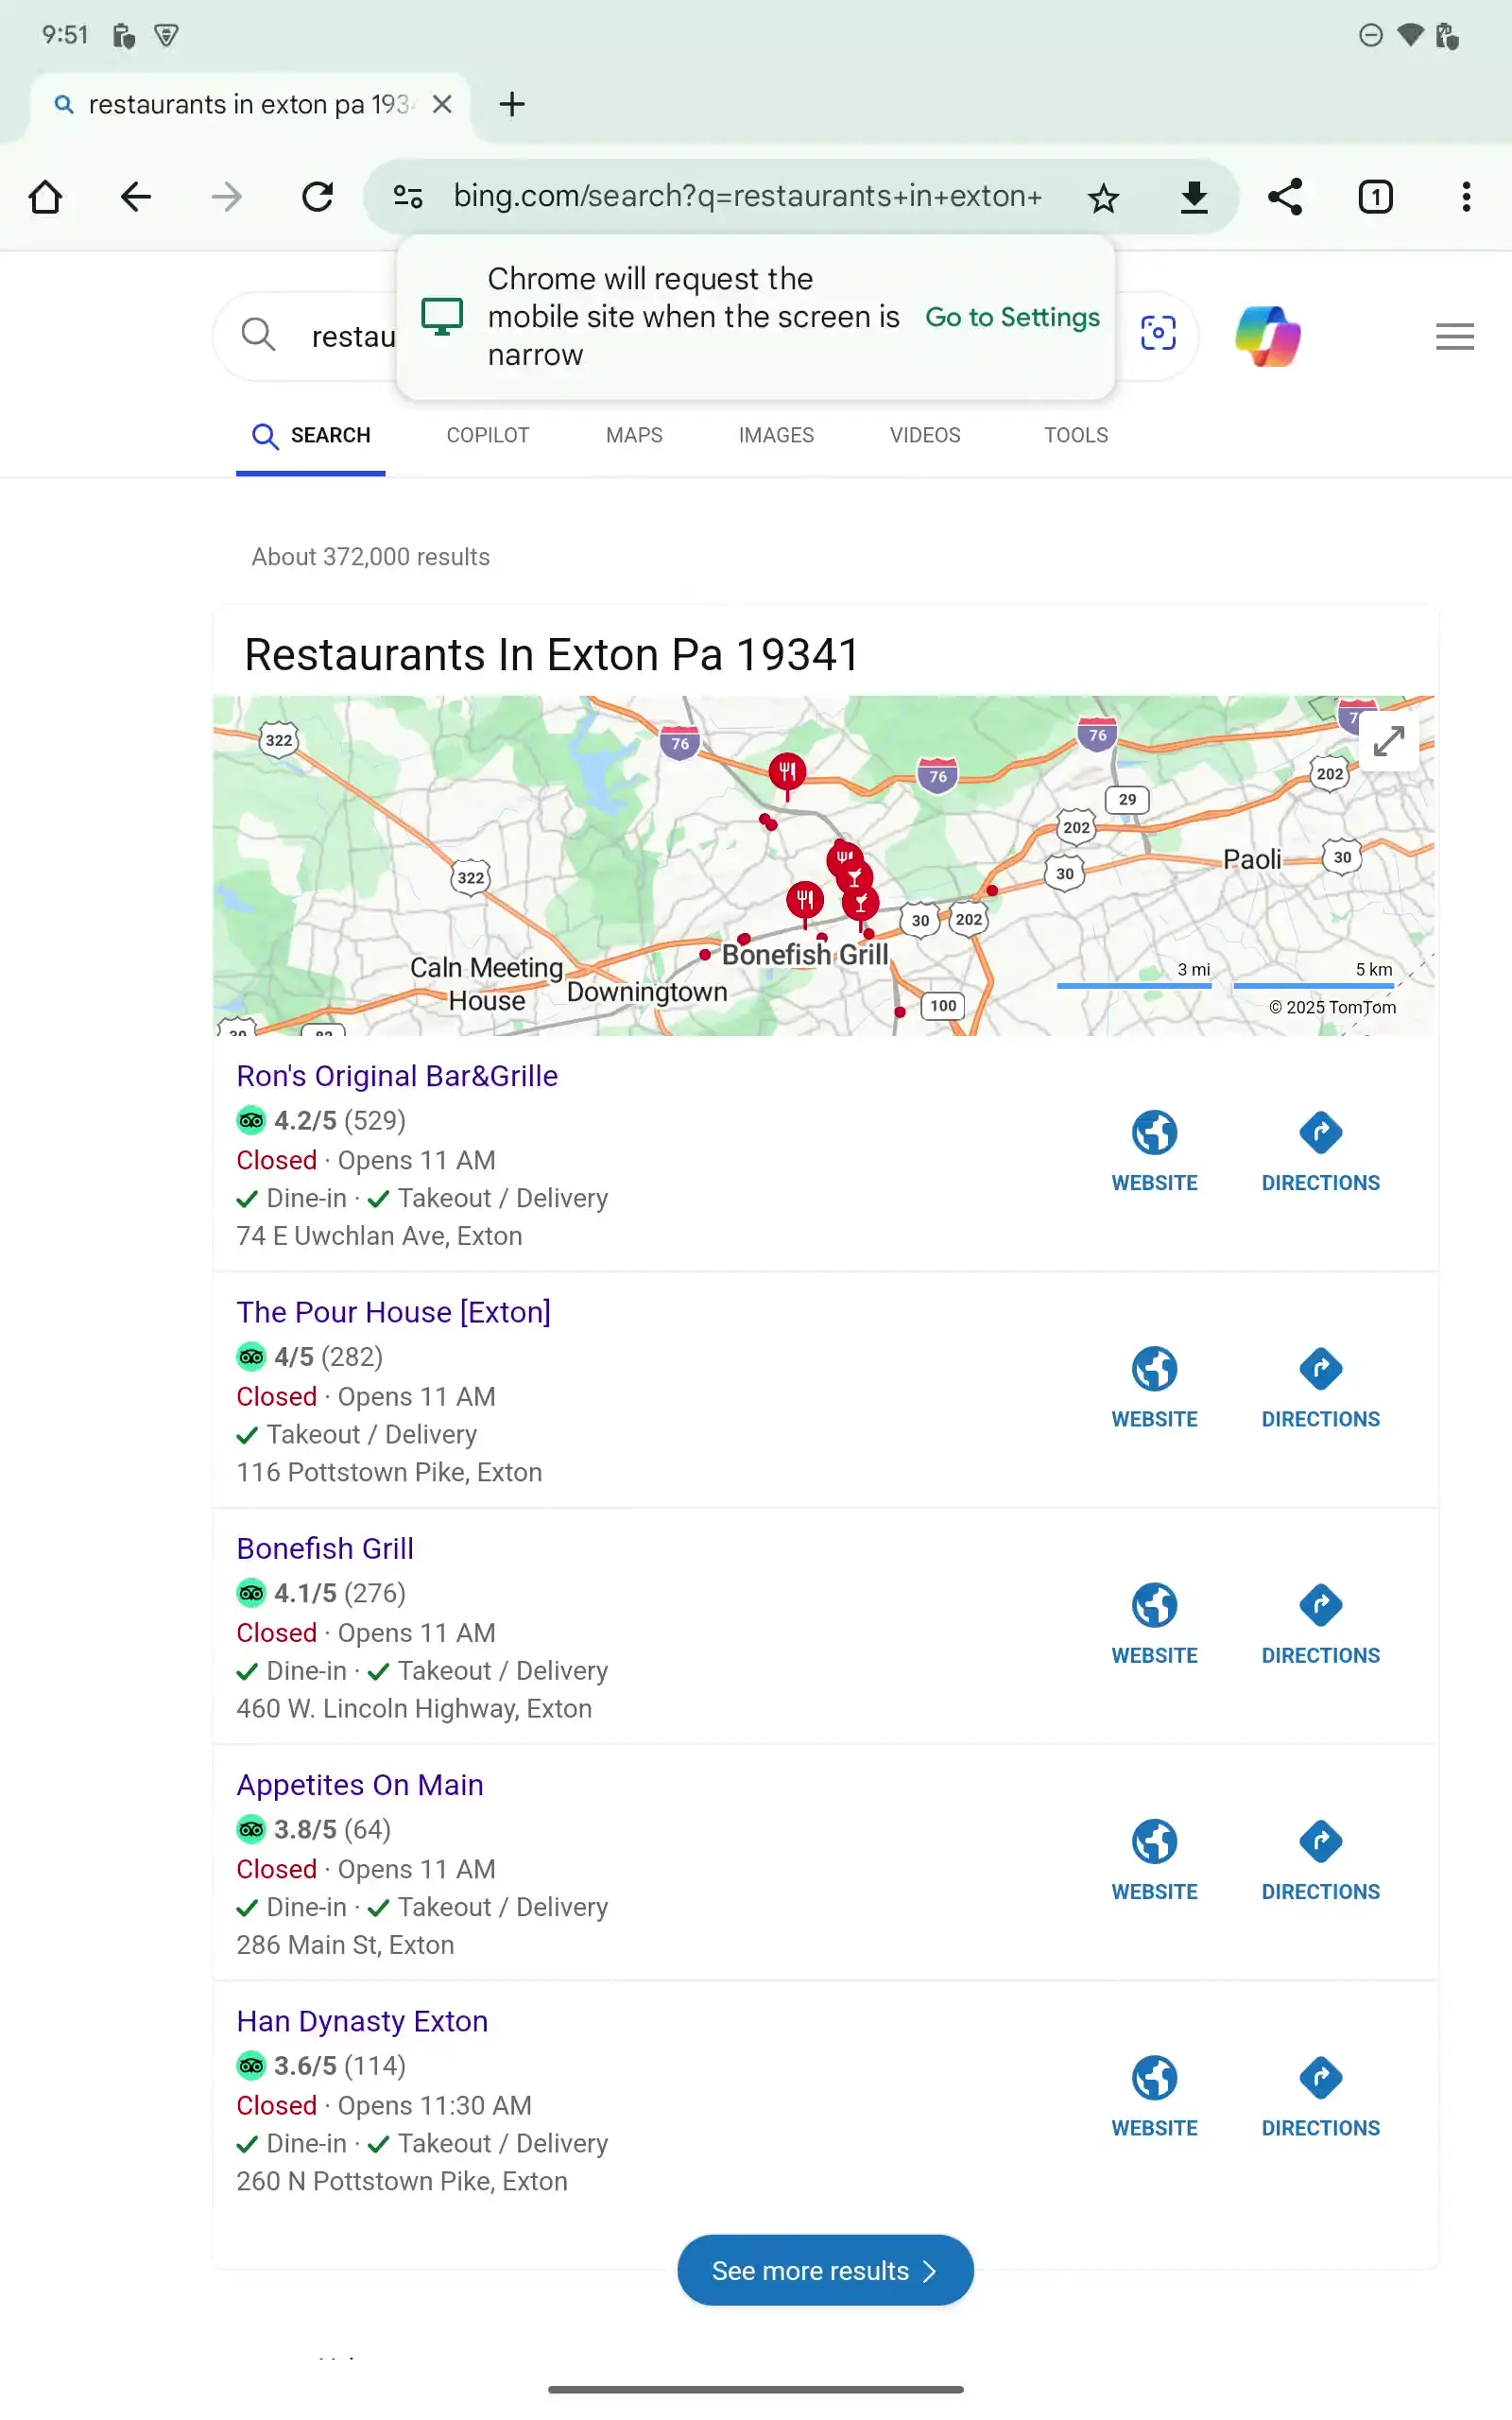 9:51
restaurants in exton pa 1934
1
bing.com/search?q=restaurants+in+exton+
Chrome will request the
mobile site when the screen is
narrow
Go to Settings
restau
SEARCH
COPILOT
MAPS
IMAGES
VIDEOS
TOOLS
About 372,000 results
Restaurants In Exton Pa 19341
322
76
76
76
202
29
202
322
30
Paoli
30
30
202
Bonefish Grill
Caln Meeting
House
Downingtown
100
3 mi
5 km
© 2025 TomTom
Ron's Original Bar&Grille
4.2/5 (529)
Closed · Opens 11 AM
Dine-in · Takeout / Delivery
74 E Uwchlan Ave, Exton
WEBSITE
DIRECTIONS
The Pour House [Exton]
4/5 (282)
Closed · Opens 11 AM
Takeout / Delivery
116 Pottstown Pike, Exton
WEBSITE
DIRECTIONS
Bonefish Grill
4.1/5 (276)
Closed · Opens 11 AM
Dine-in · Takeout / Delivery
460 W. Lincoln Highway, Exton
WEBSITE
DIRECTIONS
Appetites On Main
3.8/5 (64)
Closed · Opens 11 AM
Dine-in · Takeout / Delivery
286 Main St, Exton
WEBSITE
DIRECTIONS
Han Dynasty Exton
3.6/5 (114)
Closed · Opens 11:30 AM
Dine-in · Takeout / Delivery
260 N Pottstown Pike, Exton
WEBSITE
DIRECTIONS
See more results